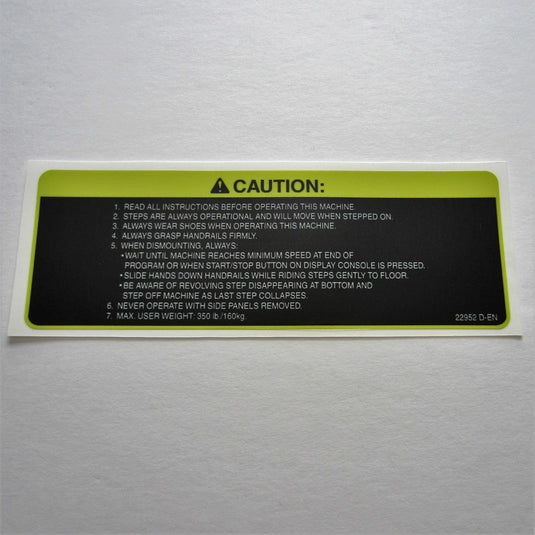 CAUTION:
1. READ ALL INSTRUCTIONS BEFORE OPERATING THIS MACHINE.
2. STEPS ARE ALWAYS OPERATIONAL AND WILL MOVE WHEN STEPPED ON.
3. ALWAYS WEAR SHOES WHEN OPERATING THIS MACHINE.
4. ALWAYS GRASP HANDRAILS FIRMLY.
5. WHEN DISMOUNTING, ALWAYS:
•WAIT UNTIL MACHINE REACHES MINIMUM SPEED AT END OF
PROGRAM OR WHEN START/STOP BUTTON ON DISPLAY CONSOLE IS PRESSED.
•SLIDE HANDS DOWN HANDRAILS WHILE RIDING STEPS GENTLY TO FLOOR.
•BE AWARE OF REVOLVING STEP DISAPPEARING AT BOTTOM AND
STEP OFF MACHINE AS LAST STEP COLLAPSES.
6. NEVER OPERATE WITH SIDE PANELS REMOVED.
7. MAX. USER WEIGHT: 350 lb./160kg.
22952 D-EN